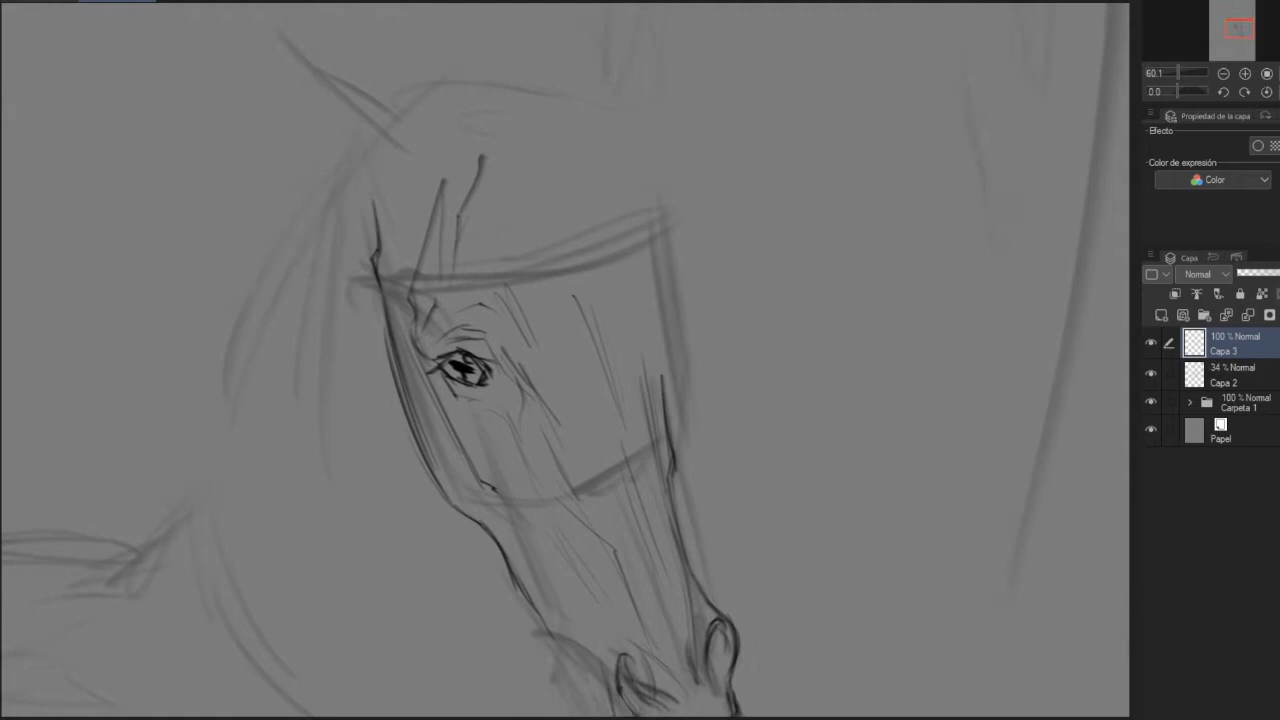 60.1
0.0
Propiedad de la capa
Efecto
Color de expresión
Color
Capa
Normal
100 % Normal
Capa 3
34 % Normal
Capa 2
100 % Normal
Carpeta 1
Papel